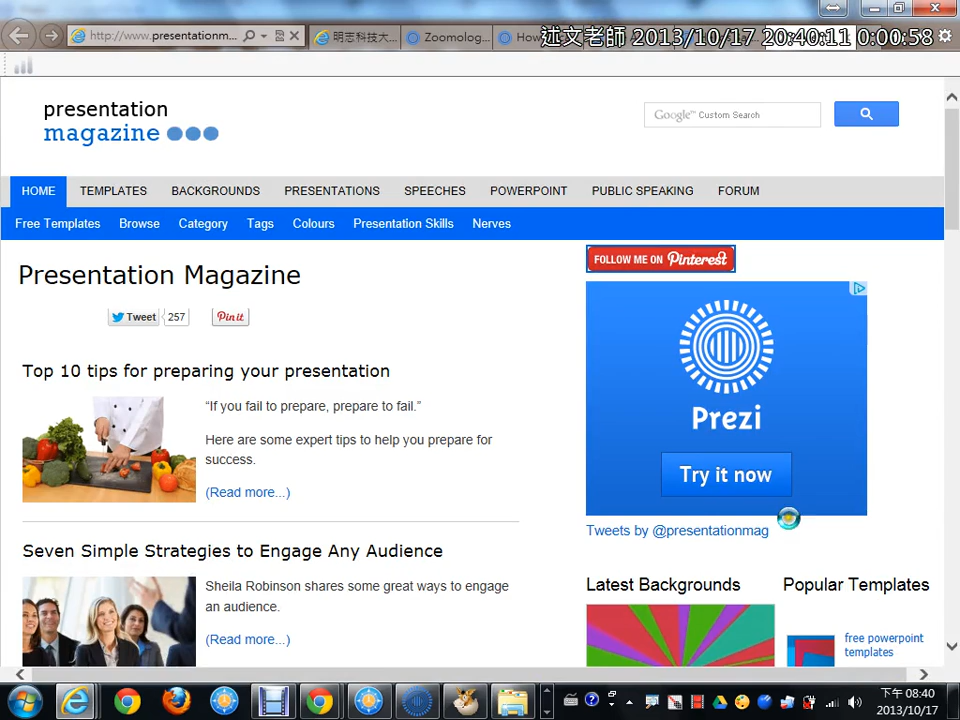 http://www.presentationm...
明志科技大...
Zoomolog...
How
述文老師 2013/10/17 20:40:11 0:00:58
presentation
magazine
Google™ Custom Search
HOME TEMPLATES BACKGROUNDS PRESENTATIONS SPEECHES POWERPOINT PUBLIC SPEAKING FORUM
Free Templates Browse Category Tags Colours Presentation Skills Nerves
FOLLOW ME ON Pinterest
Presentation Magazine
Tweet 257 Pin it
Prezi
Try it now
Top 10 tips for preparing your presentation
“If you fail to prepare, prepare to fail.”
Here are some expert tips to help you prepare for
success.
(Read more...)
Tweets by @presentationmag
Seven Simple Strategies to Engage Any Audience
Sheila Robinson shares some great ways to engage
an audience.
(Read more...)
Latest Backgrounds
Popular Templates
free powerpoint
templates
下午 08:40
2013/10/17